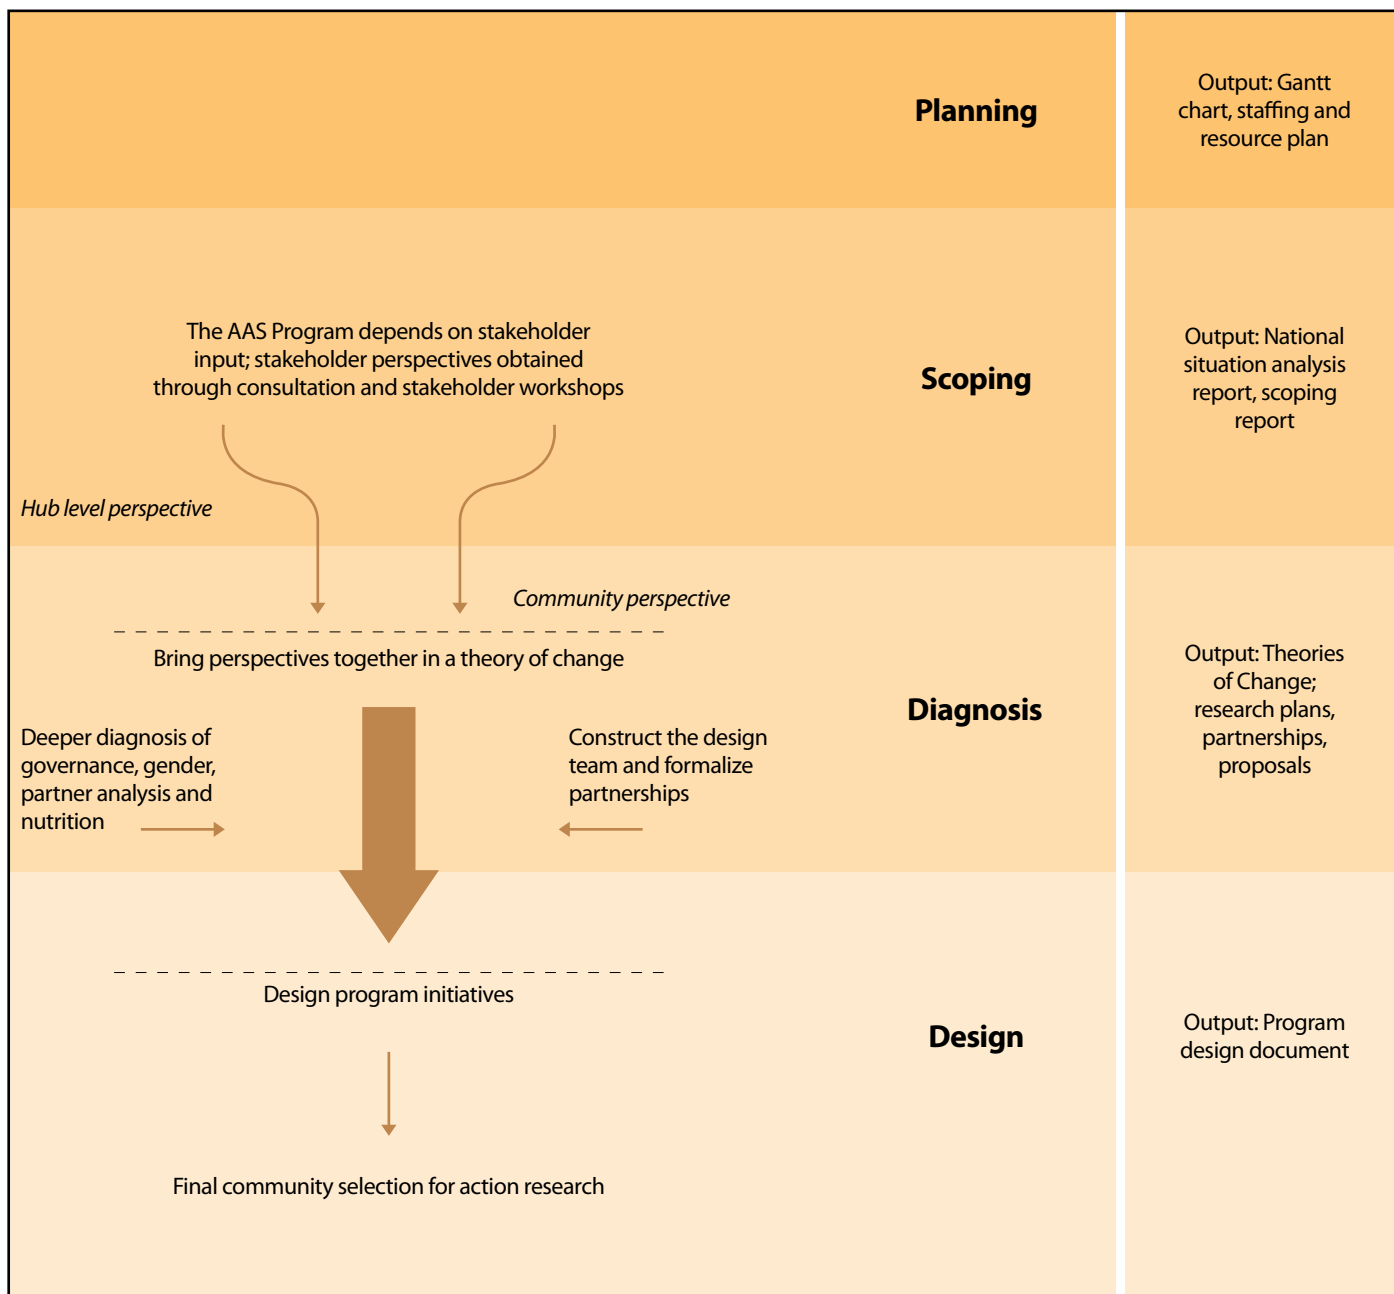 Planning
Output: Gantt
chart, staffing and
resource plan
The AAS Program depends on stakeholder
input; stakeholder perspectives obtained
through consultation and stakeholder workshops
Scoping
Output: National
situation analysis
report, scoping
report
Hub level perspective
Community perspective
Bring perspectives together in a theory of change
Deeper diagnosis of
governance, gender,
partner analysis and
nutrition
Construct the design
team and formalize
partnerships
Diagnosis
Output: Theories
of Change;
research plans,
partnerships,
proposals
Design program initiatives
Final community selection for action research
Design
Output: Program
design document